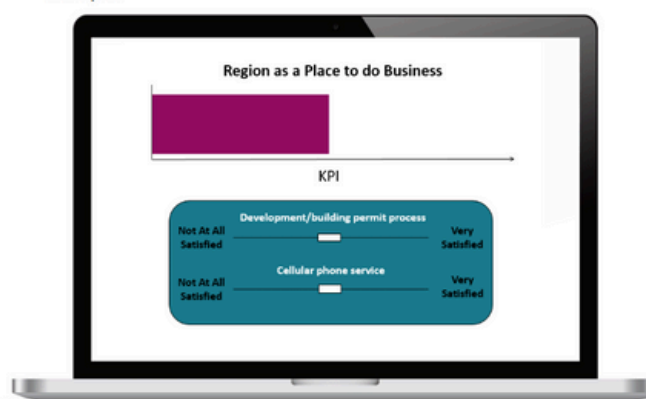 Region as a Place to do Business
KPI
Development/building permit process
Not At All
Satisfied
Very
Satisfied
Cellular phone service
Not At All
Satisfied
Very
Satisfied